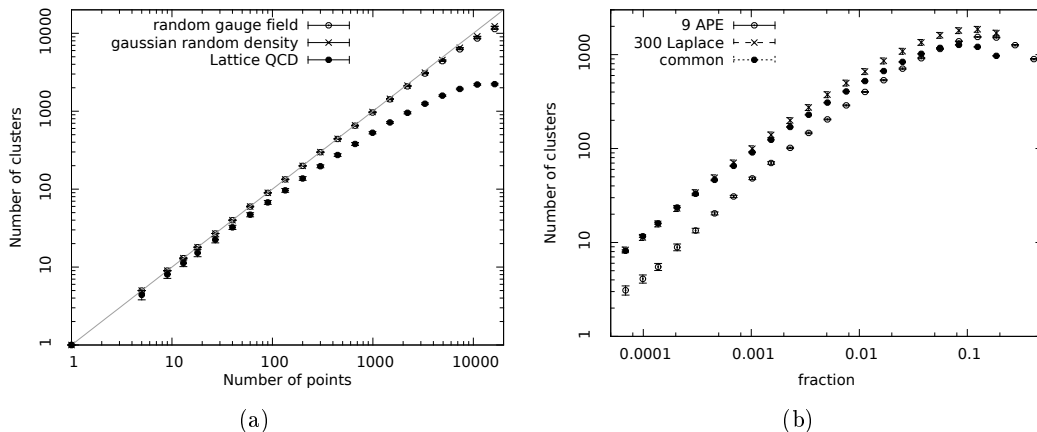 Number of clusters
10000
1000
100
10
1
random gauge field
gaussian random density
Lattice QCD
1 10 100 1000 10000
Number of points
(a)
Number of clusters
1000
100
10
1
9 APE
300 Laplace
common
0.0001 0.001 0.01 0.1
fraction
(b)